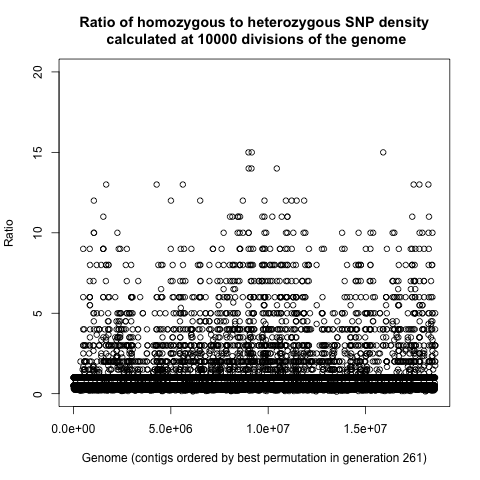 Ratio of homozygous to heterozygous SNP density
calculated at 10000 divisions of the genome
Ratio
20
15
10
5
0
0.0e+00 5.0e+06 1.0e+07 1.5e+07
Genome (contigs ordered by best permutation in generation 261)